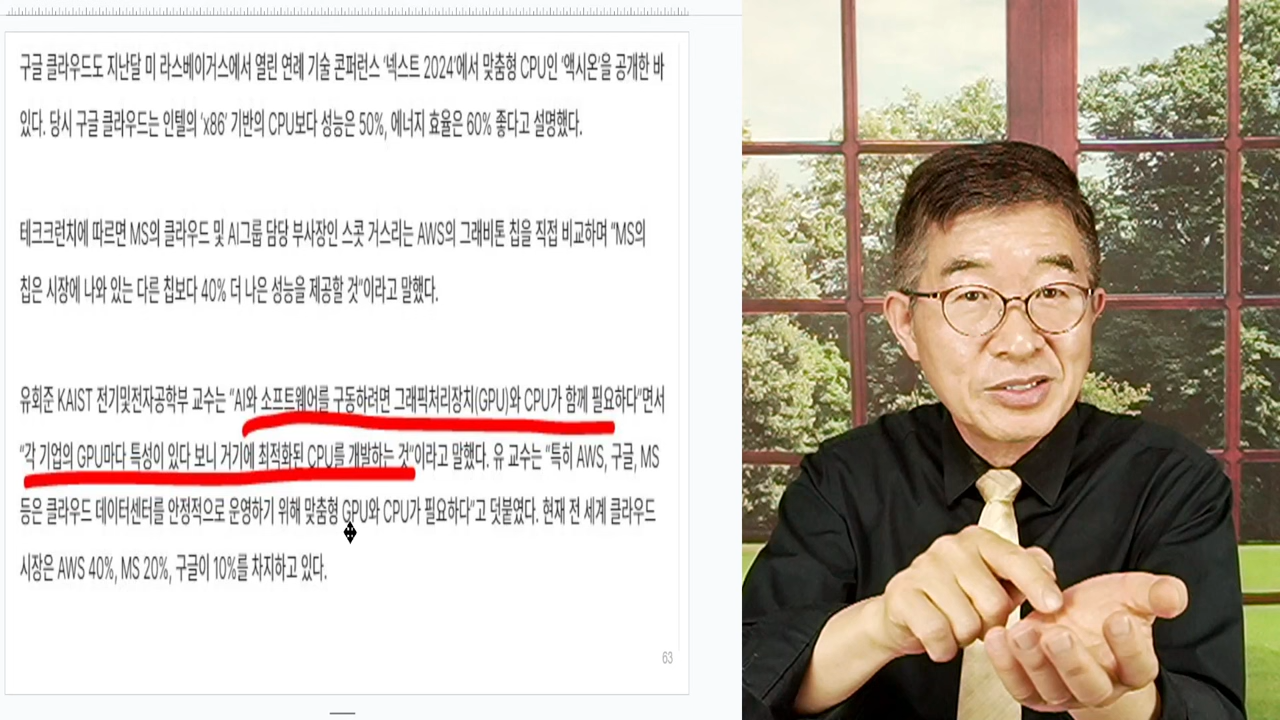 구글 클라우드도 지난달 미 라스베이거스에서 열린 연례 기술 콘퍼런스 '넥스트 2024'에서 맞춤형 CPU인 '액시온'을 공개한 바
있다. 당시 구글 클라우드는 인텔의 'x86' 기반의 CPU보다 성능은 50%, 에너지 효율은 60% 좋다고 설명했다.
테크크런치에 따르면 MS의 클라우드 및 AI그룹 담당 부사장인 스콧 거스리는 AWS의 그래비톤 칩을 직접 비교하며 "MS의
칩은 시장에 나와 있는 다른 칩보다 40% 더 나은 성능을 제공할 것"이라고 말했다.
유회준 KAIST 전기및전자공학부 교수는 "AI와 소프트웨어를 구동하려면 그래픽처리장치(GPU)와 CPU가 함께 필요하다"면서
"각 기업의 GPU마다 특성이 있다 보니 거기에 최적화된 CPU를 개발하는 것"이라고 말했다. 유 교수는 "특히 AWS, 구글, MS
등은 클라우드 데이터센터를 안정적으로 운영하기 위해 맞춤형 GPU와 CPU가 필요하다"고 덧붙였다. 현재 전 세계 클라우드
시장은 AWS 40%, MS 20%, 구글이 10%를 차지하고 있다.
63